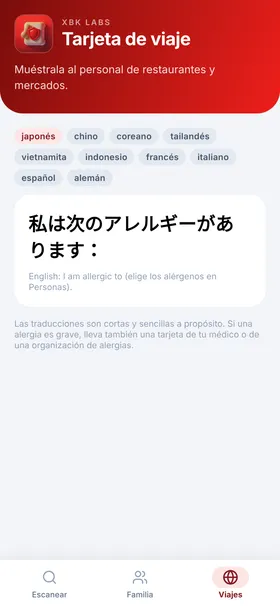 XBK LABS
Tarjeta de viaje
Muéstrala al personal de restaurantes y
mercados.
japonés chino coreano tailandés
vietnamita indonesio francés italiano
español alemán
私は次のアレルギーがあ
ります：
English: I am allergic to (elige los alérgenos en
Personas).
Las traducciones son cortas y sencillas a propósito. Si una
alergia es grave, lleva también una tarjeta de tu médico o de
una organización de alergias.
Escanear Familia Viajes